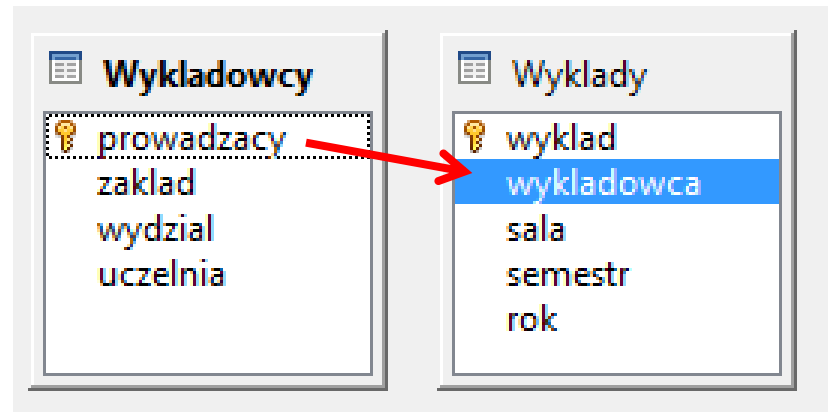 Wykladowcy
prowadzacy
zaklad
wydzial
uczelnia
Wyklady
wyklad
wykladowca
sala
semestr
rok